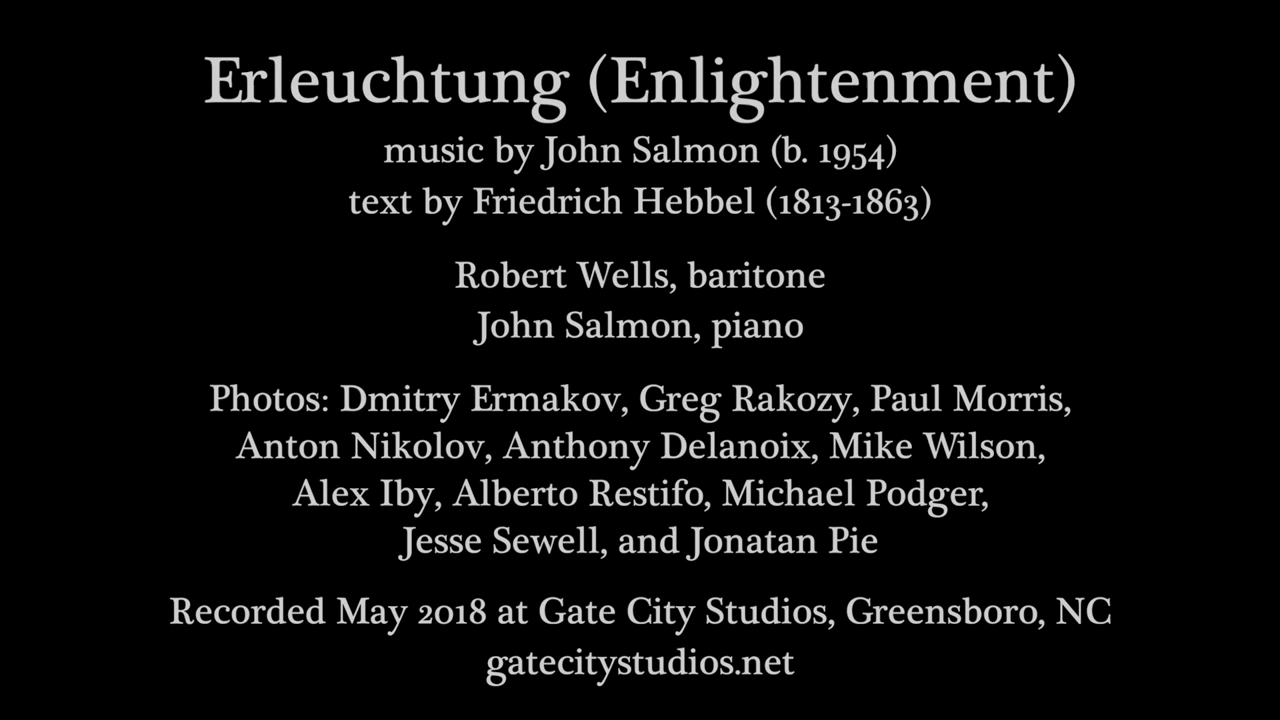 Erleuchtung (Enlightenment)
music by John Salmon (b. 1954)
text by Friedrich Hebbel (1813-1863)
Robert Wells, baritone
John Salmon, piano
Photos: Dmitry Ermakov, Greg Rakozy, Paul Morris,
Anton Nikolov, Anthony Delanoix, Mike Wilson,
Alex Iby, Alberto Restifo, Michael Podger,
Jesse Sewell, and Jonatan Pie
Recorded May 2018 at Gate City Studios, Greensboro, NC
gatecitystudios.net